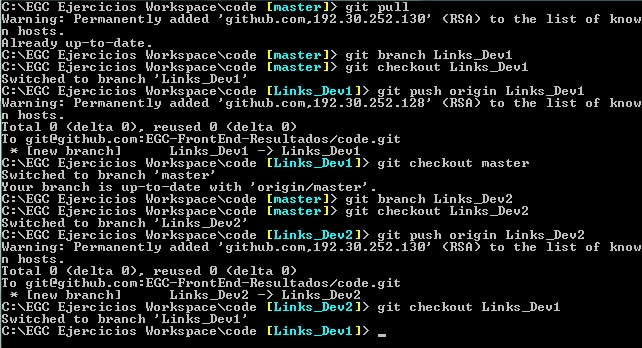 C:\EGC Ejercicios Workspace\code [master]> git pull
Warning: Permanently added 'github.com,192.30.252.130' (RSA) to the list of know
n hosts.
Already up-to-date.
C:\EGC Ejercicios Workspace\code [master]> git branch Links_Dev1
C:\EGC Ejercicios Workspace\code [master]> git checkout Links_Dev1
Switched to branch 'Links_Dev1'
C:\EGC Ejercicios Workspace\code [Links_Dev1]> git push origin Links_Dev1
Warning: Permanently added 'github.com,192.30.252.128' (RSA) to the list of know
n hosts.
Total 0 (delta 0), reused 0 (delta 0)
To git@github.com:EGC-FrontEnd-Resultados/code.git
 * [new branch]      Links_Dev1 -> Links_Dev1
C:\EGC Ejercicios Workspace\code [Links_Dev1]> git checkout master
Switched to branch 'master'
Your branch is up-to-date with 'origin/master'.
C:\EGC Ejercicios Workspace\code [master]> git branch Links_Dev2
C:\EGC Ejercicios Workspace\code [master]> git checkout Links_Dev2
Switched to branch 'Links_Dev2'
C:\EGC Ejercicios Workspace\code [Links_Dev2]> git push origin Links_Dev2
Warning: Permanently added 'github.com,192.30.252.130' (RSA) to the list of know
n hosts.
Total 0 (delta 0), reused 0 (delta 0)
To git@github.com:EGC-FrontEnd-Resultados/code.git
 * [new branch]      Links_Dev2 -> Links_Dev2
C:\EGC Ejercicios Workspace\code [Links_Dev2]> git checkout Links_Dev1
Switched to branch 'Links_Dev1'
C:\EGC Ejercicios Workspace\code [Links_Dev1]> _